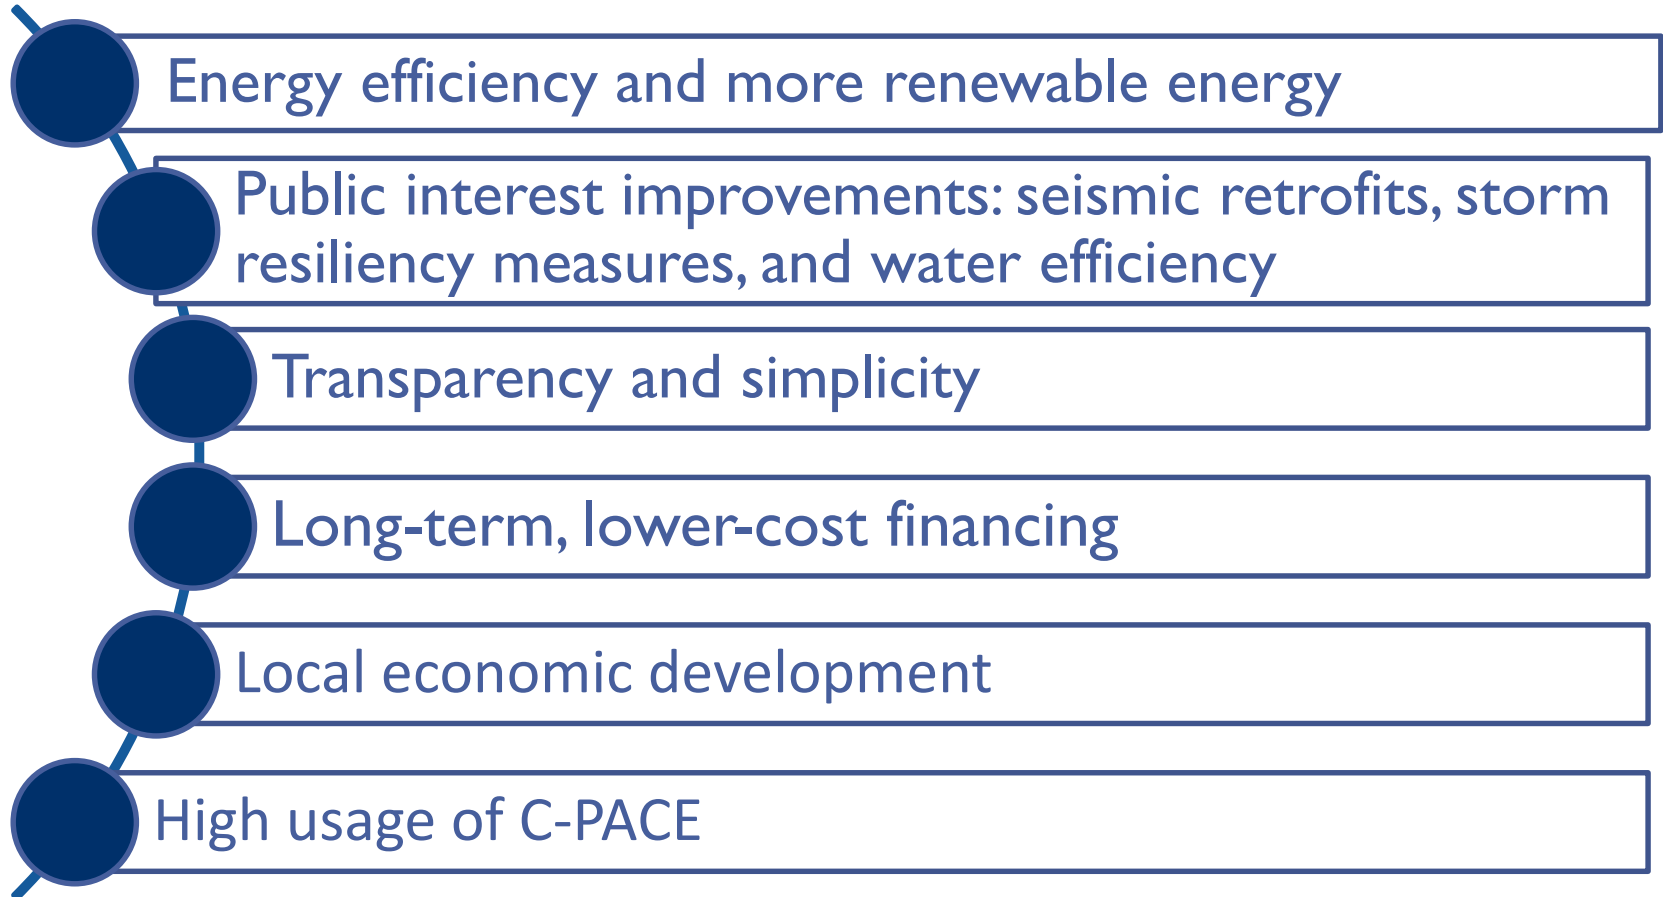 Energy efficiency and more renewable energy
Public interest improvements: seismic retrofits, storm
resiliency measures, and water efficiency
Transparency and simplicity
Long-term, lower-cost financing
Local economic development
High usage of C-PACE